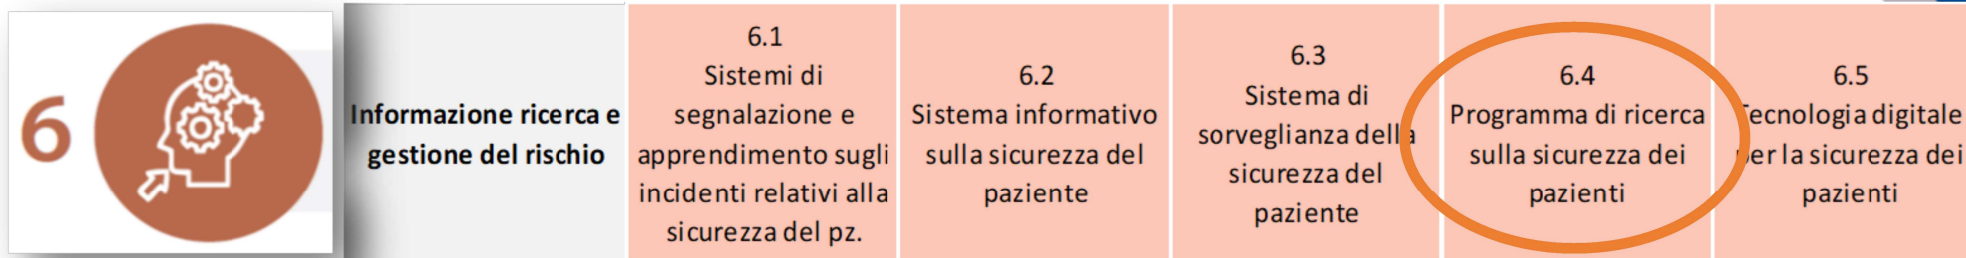 6
Informazione ricerca e
gestione del rischio
6.1
Sistemi di
segnalazione e
apprendimento sugli
incidenti relativi alla
sicurezza del pz.
6.2
Sistema informativo
sulla sicurezza del
paziente
6.3
Sistema di
sorveglianza della
sicurezza del
paziente
6.4
Programma di ricerca
sulla sicurezza dei
pazienti
6.5
Tecnologia digitale
per la sicurezza dei
pazienti